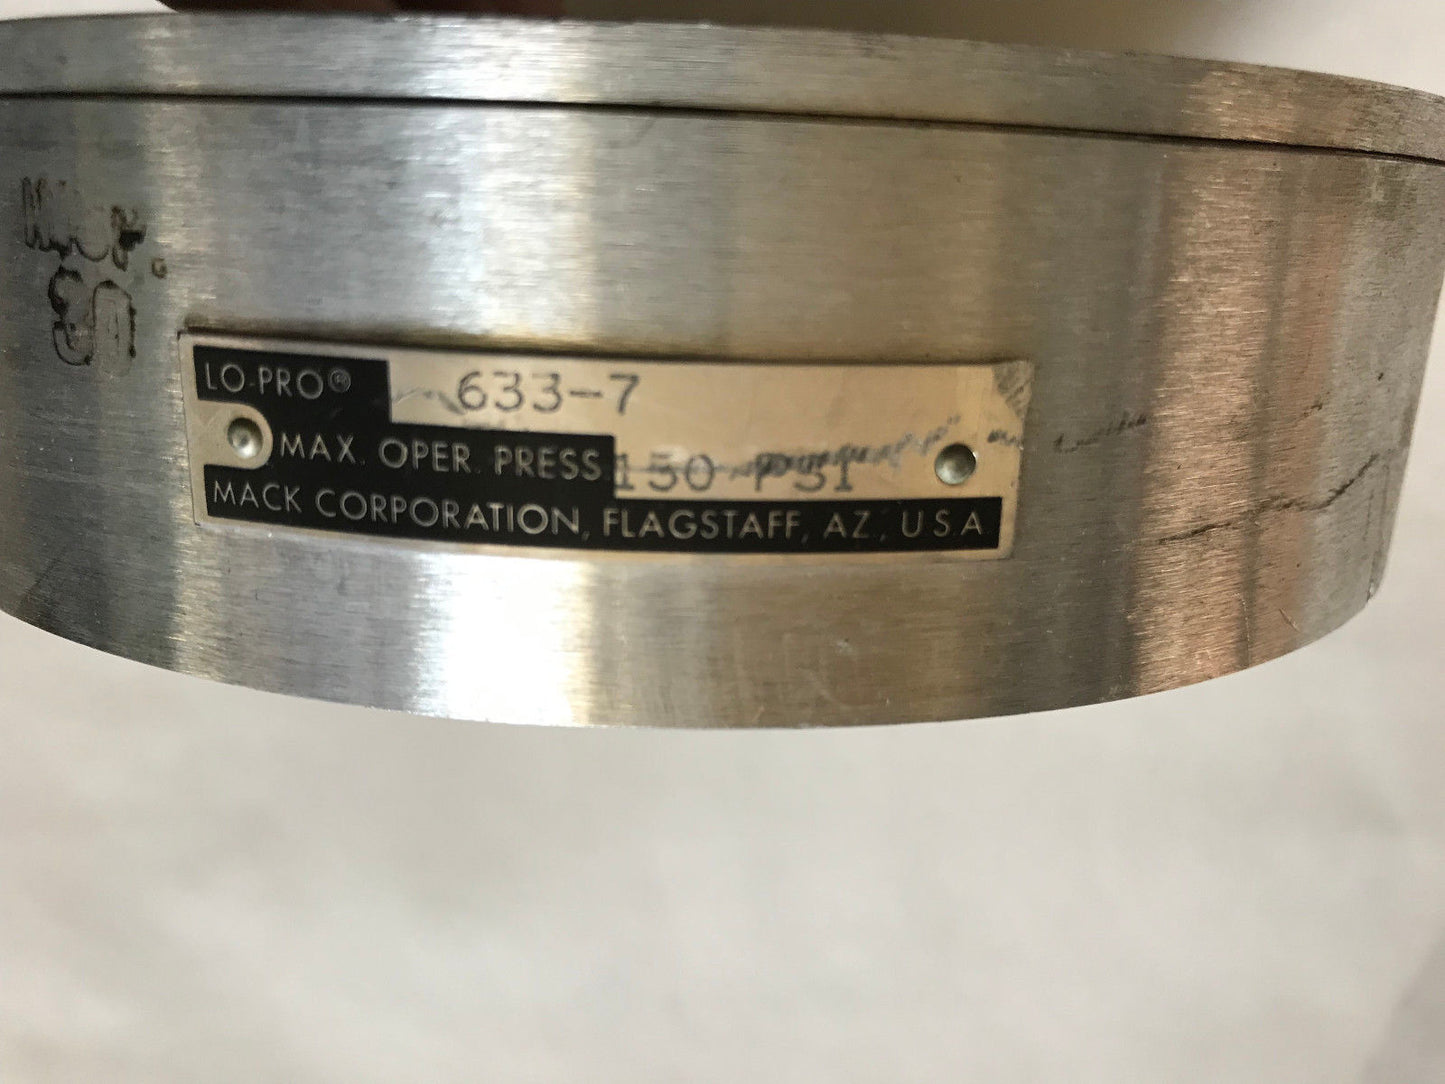 LO-PRO® 633-7
MAX. OPER. PRESS. 150 PSI
MACK CORPORATION, FLAGSTAFF, AZ., U.S.A